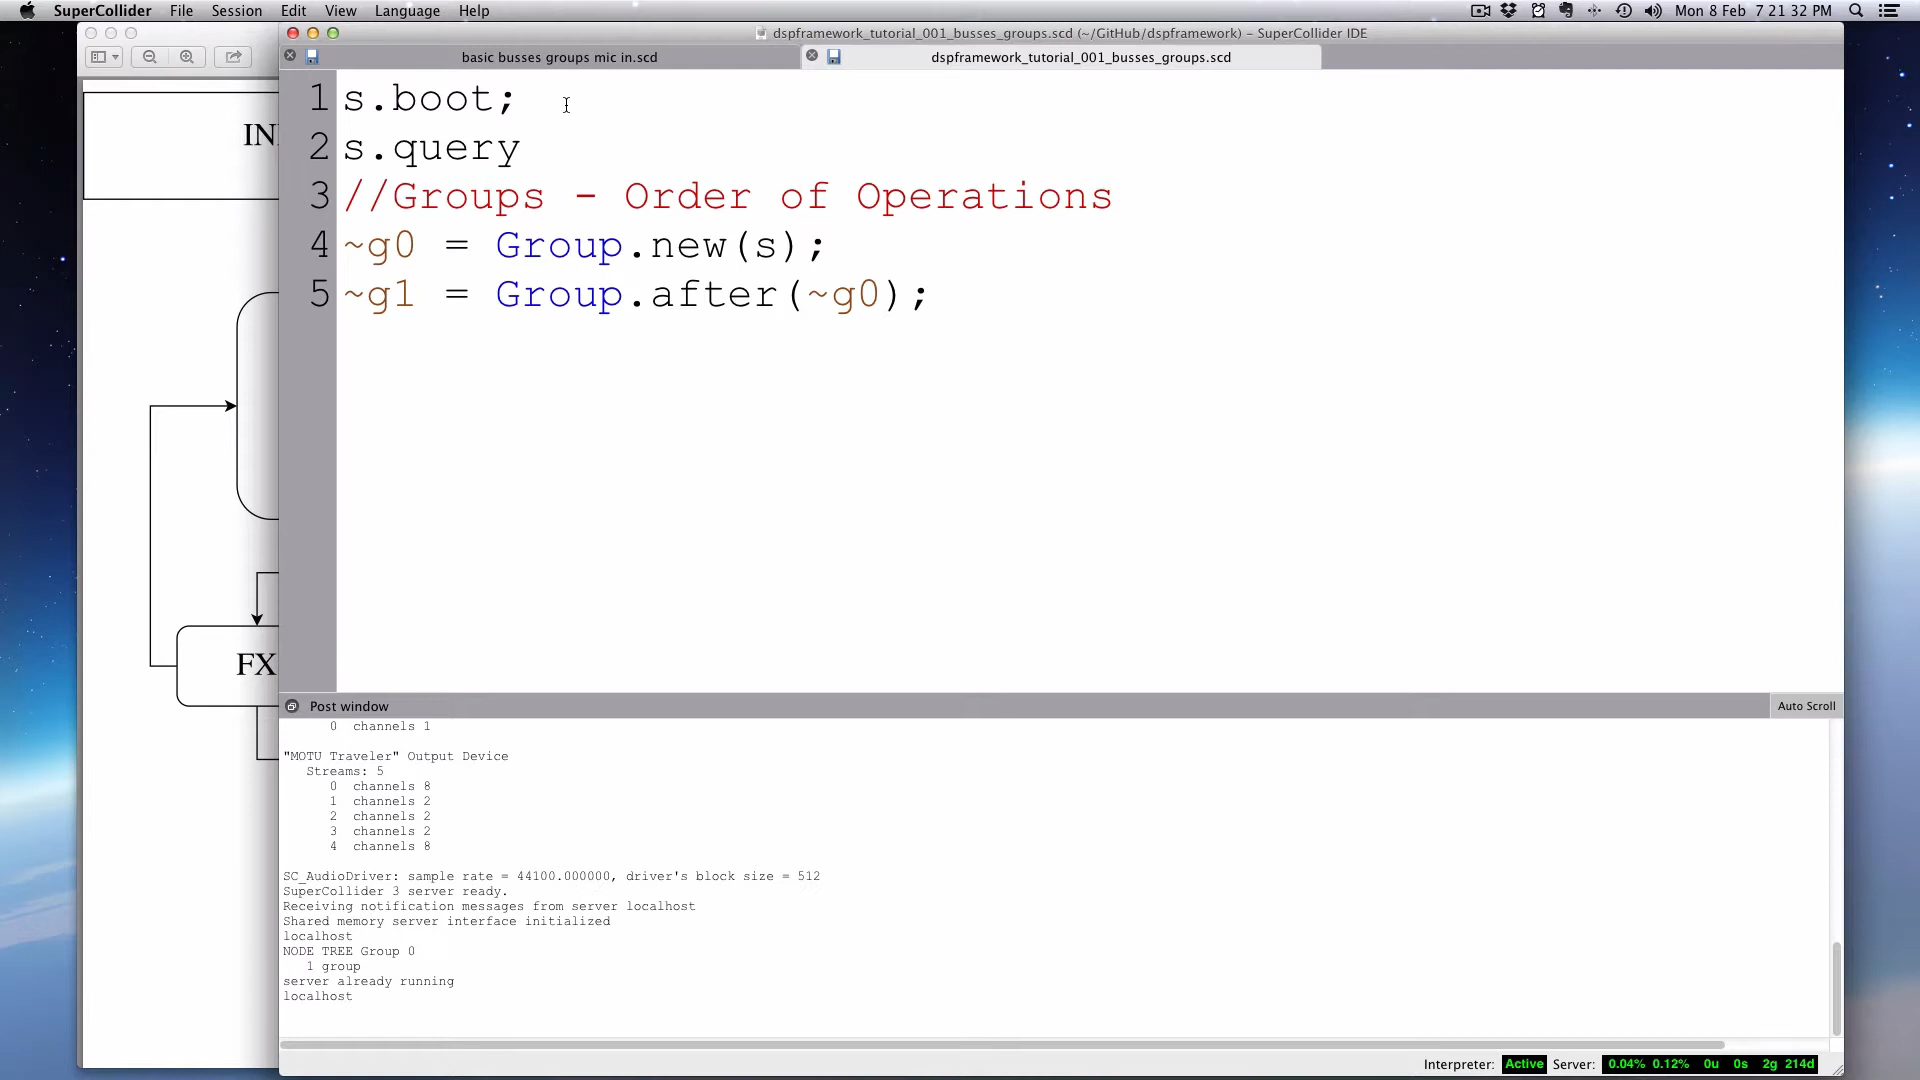 SuperCollider File Session Edit View Language Help Mon 8 Feb 7 21 32 PM
dspframework_tutorial_001_busses_groups.scd (~/GitHub/dspframework) – SuperCollider IDE
basic busses groups mic in.scd dspframework_tutorial_001_busses_groups.scd
1 s.boot;
2 s.query
3 //Groups - Order of Operations
4 ~g0 = Group.new(s);
5 ~g1 = Group.after(~g0);
IN
FX
Post window Auto Scroll
0 channels 1
"MOTU Traveler" Output Device
Streams: 5
0 channels 8
1 channels 2
2 channels 2
3 channels 2
4 channels 8
SC_AudioDriver: sample rate = 44100.000000, driver's block size = 512
SuperCollider 3 server ready.
Receiving notification messages from server localhost
Shared memory server interface initialized
localhost
NODE TREE Group 0
1 group
server already running
localhost
Interpreter: Active Server: 0.04% 0.12% 0u 0s 2g 214d